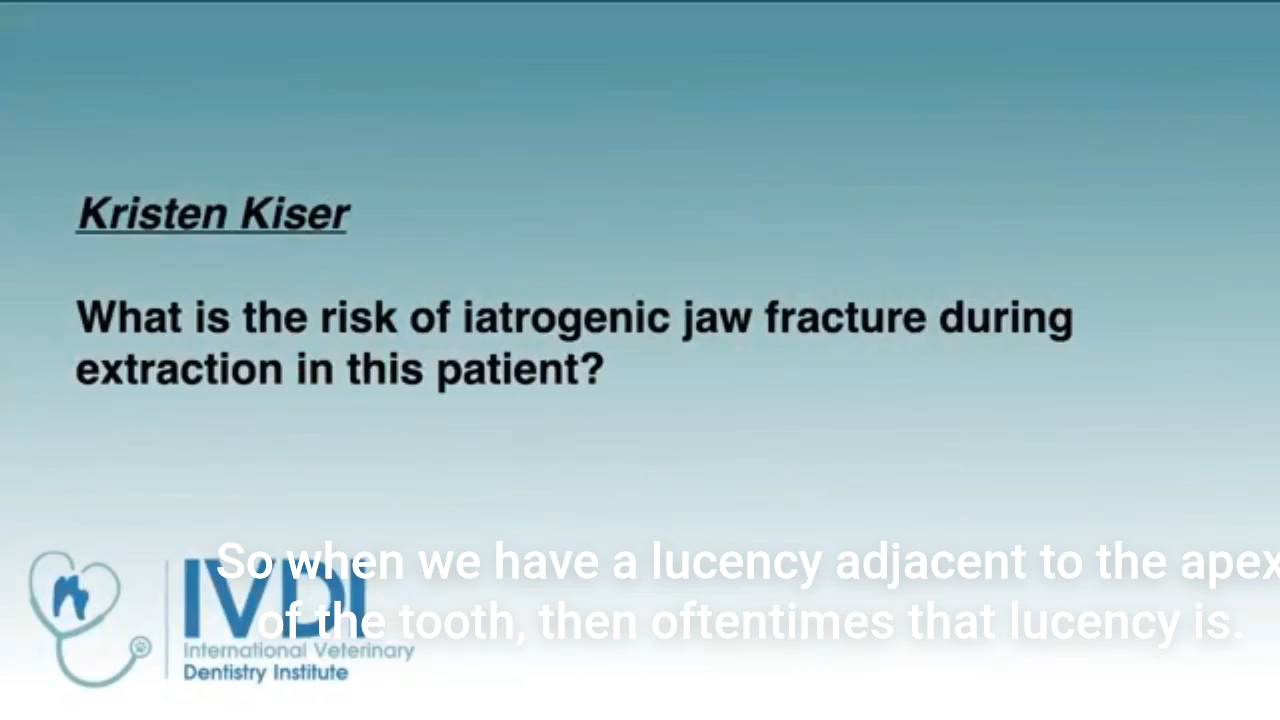 Kristen Kiser
What is the risk of iatrogenic jaw fracture during
extraction in this patient?
So when we have a lucency adjacent to the apex
of the tooth, then oftentimes that lucency is.
IVDI
International Veterinary
Dentistry Institute